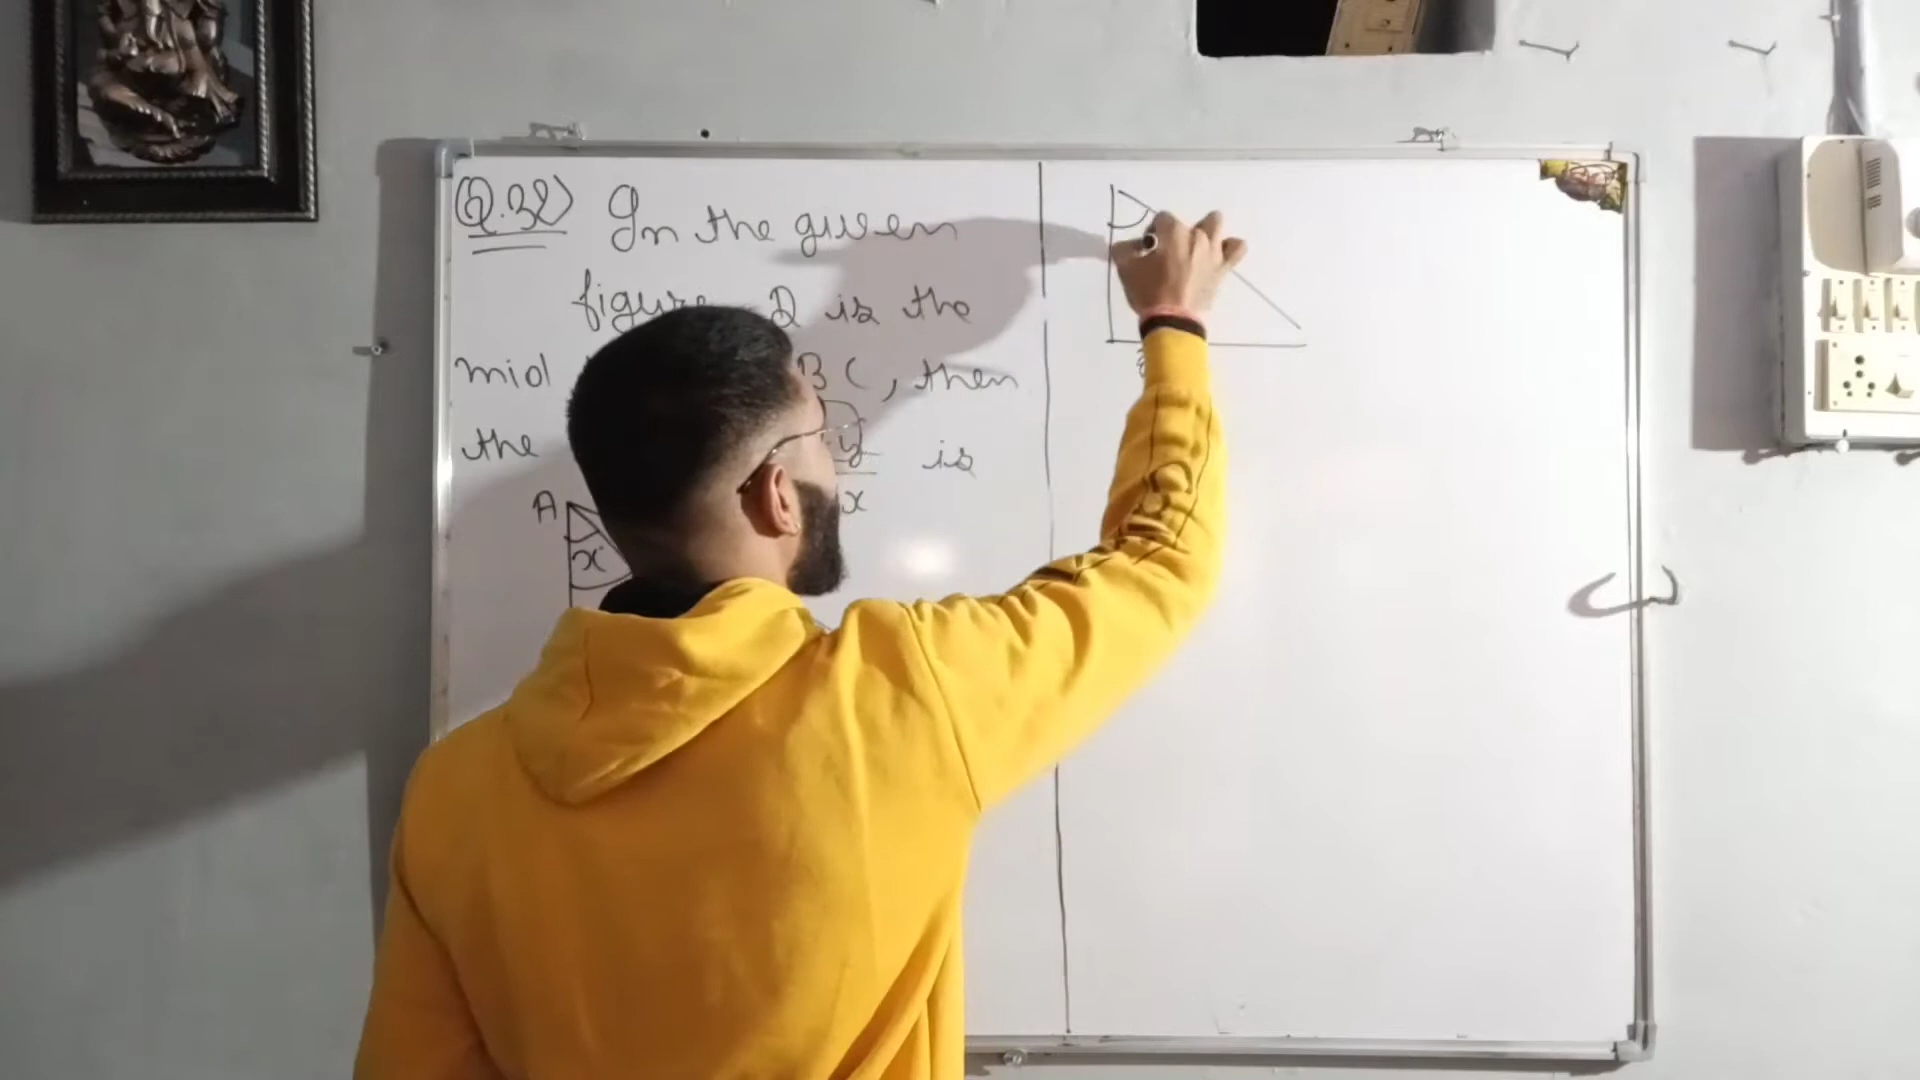 Q.32) In the given
figure D is the
mid BC, then
the y is
x
A
x